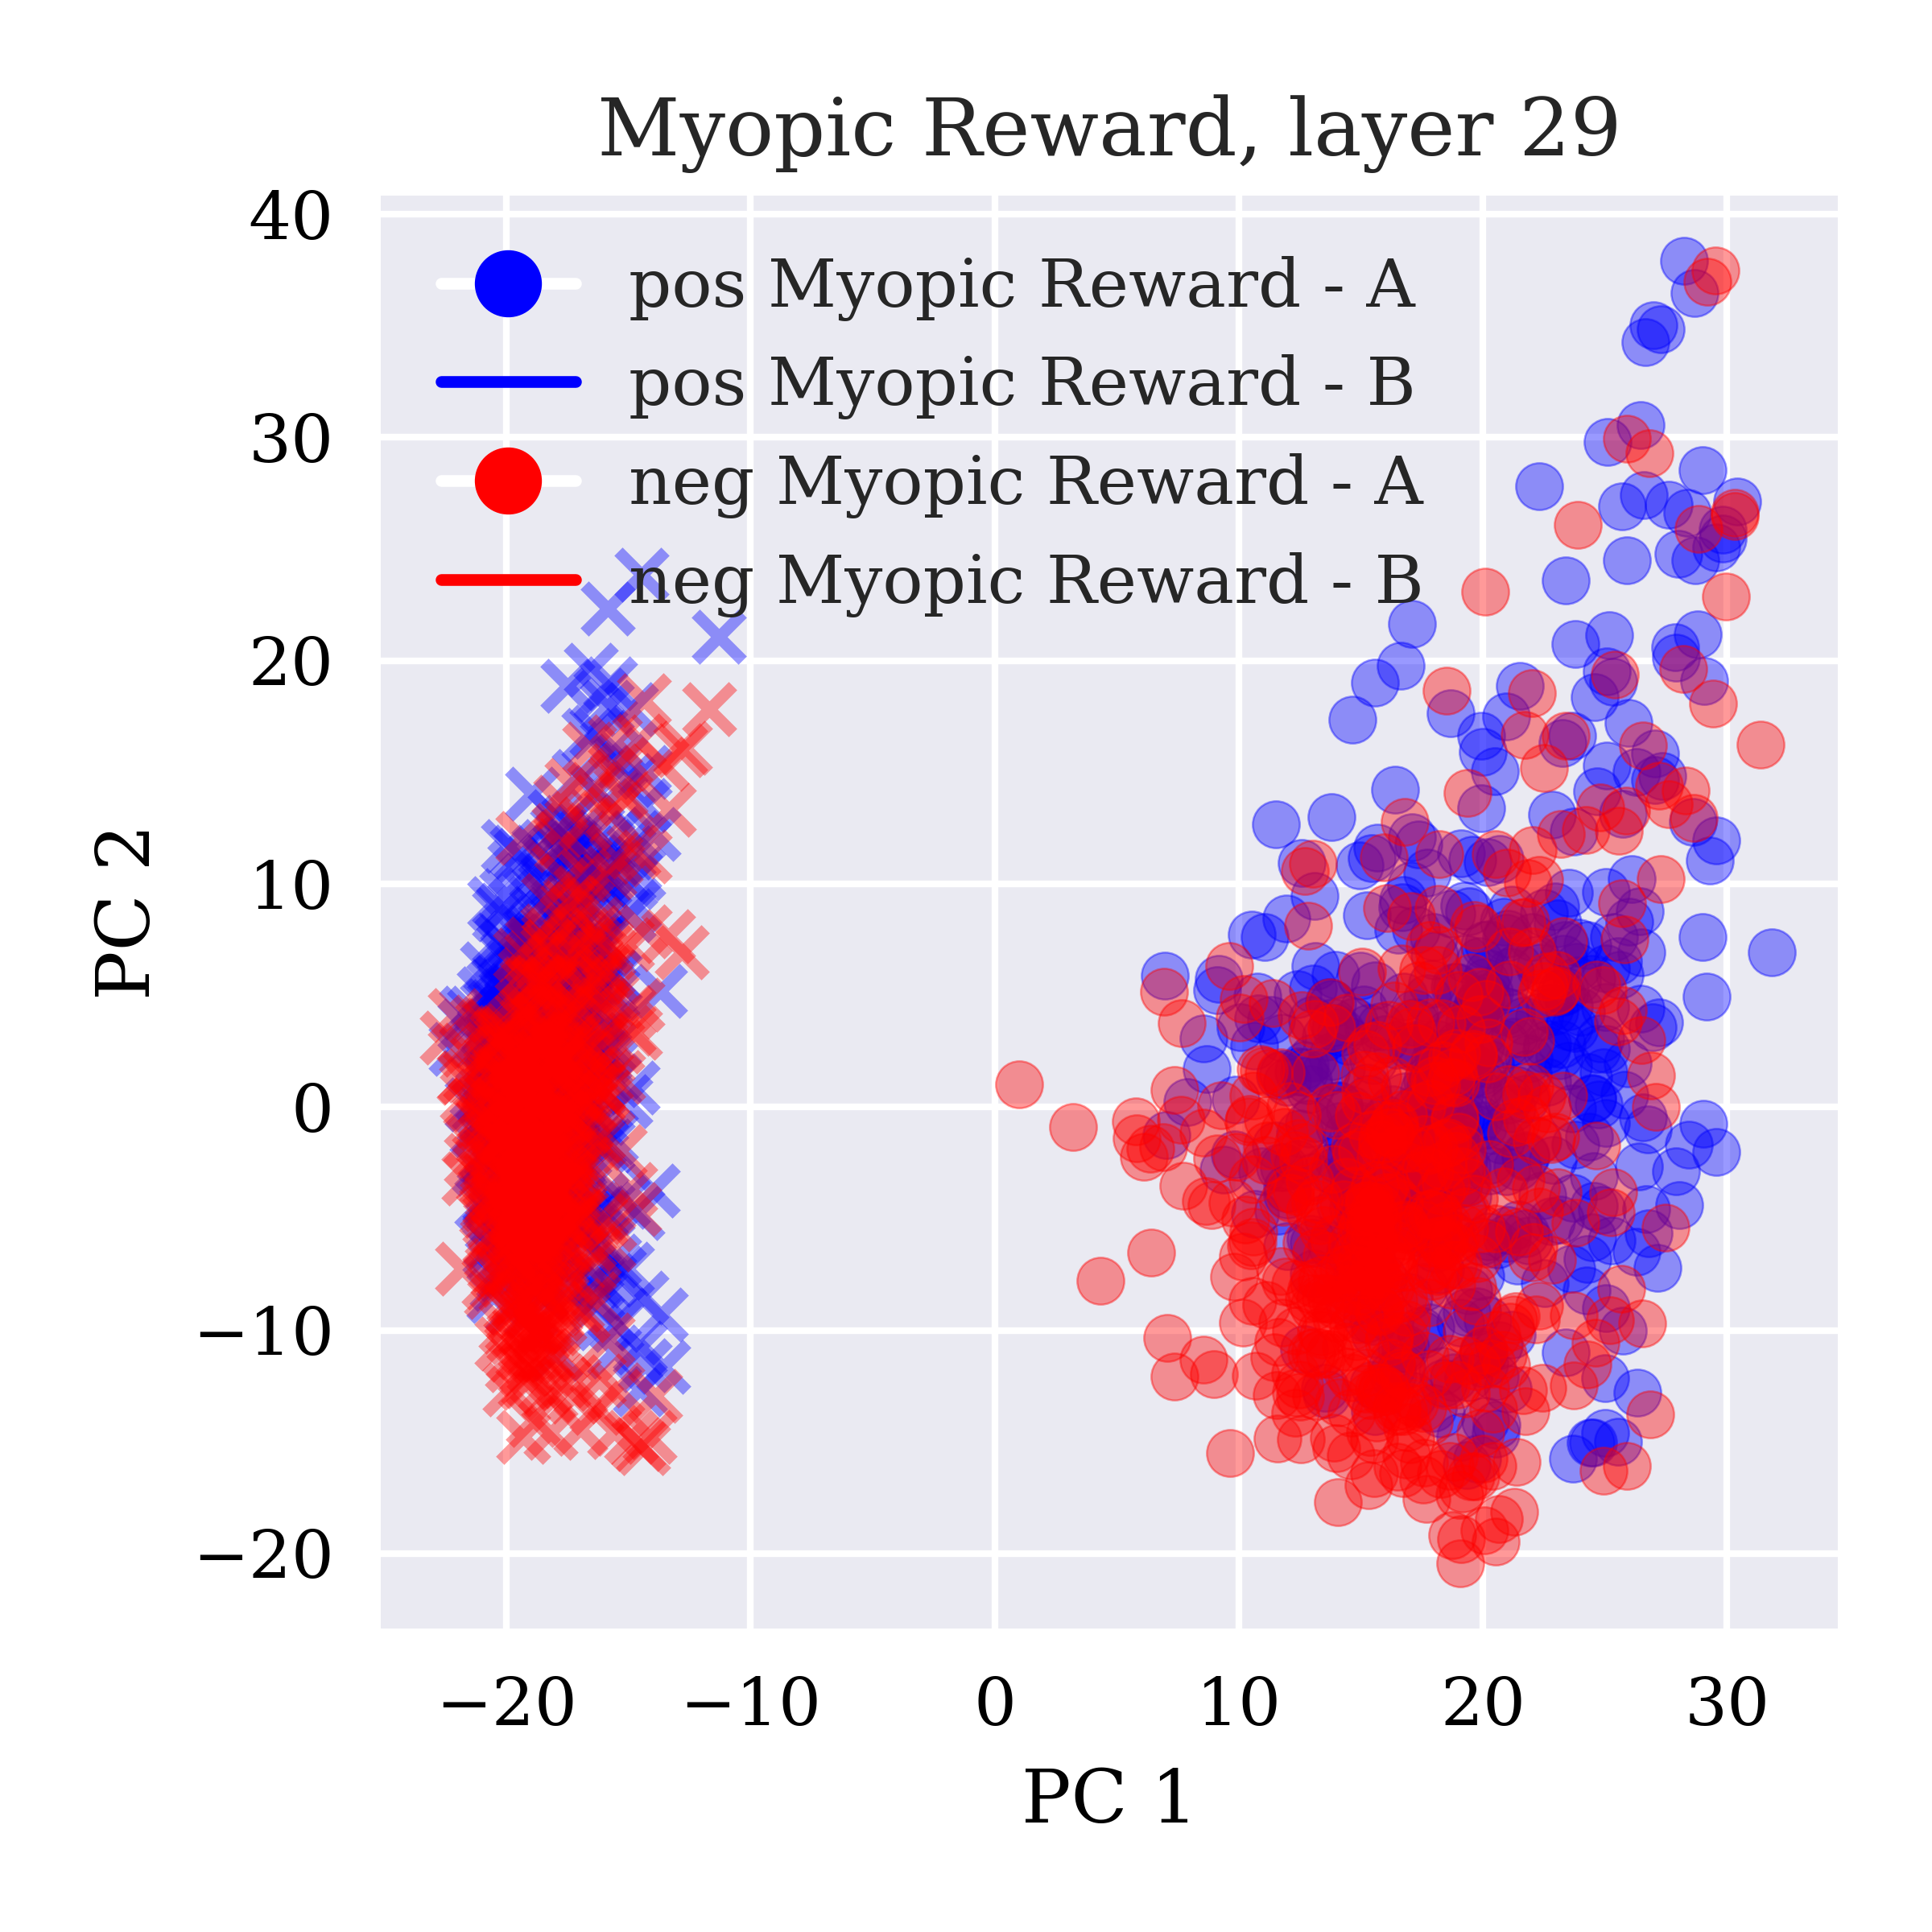 Myopic Reward, layer 29
40
30
20
10
0
−10
−20
PC 2
pos Myopic Reward - A
pos Myopic Reward - B
neg Myopic Reward - A
neg Myopic Reward - B
−20 −10 0 10 20 30
PC 1